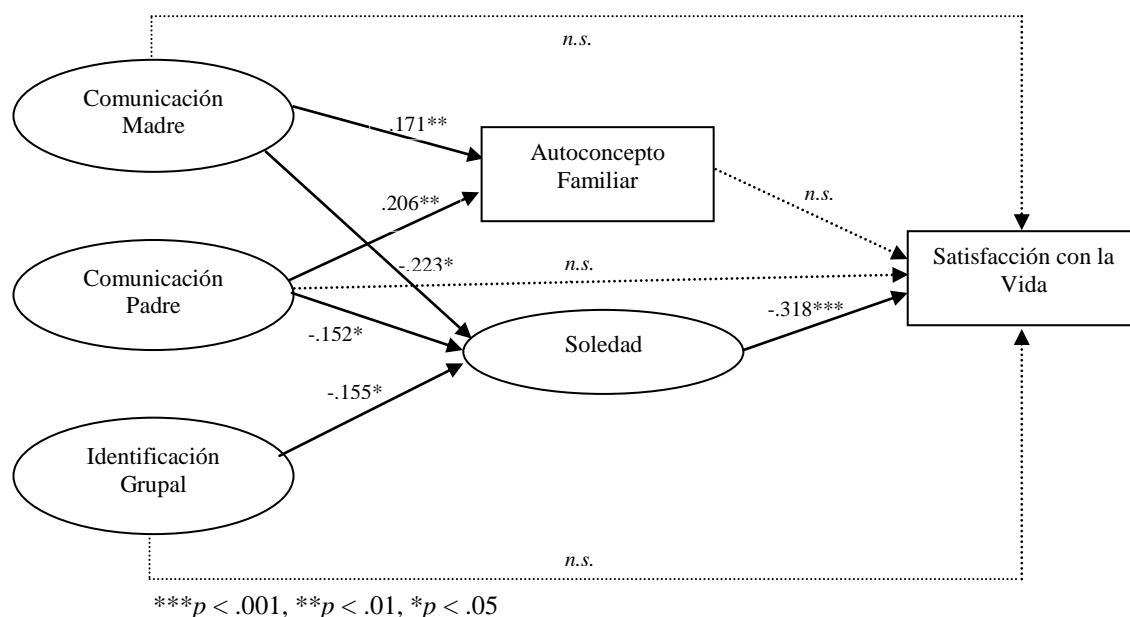 n.s.
Comunicación
Madre
.171**
Autoconcepto
Familiar
n.s.
.206**
-.223*
n.s.
Satisfacción con la
Vida
Comunicación
Padre
-.318***
-.152*
Soledad
-.155*
Identificación
Grupal
n.s.
***p < .001, **p < .01, *p < .05